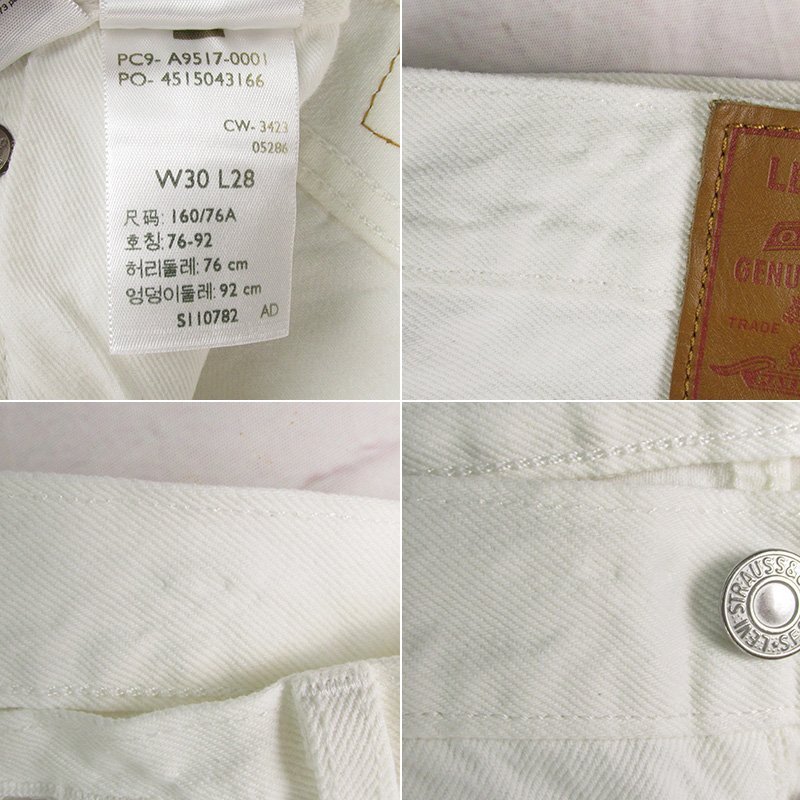 PC9- A9517-0001
PO- 4515043166
CW- 3423
05286
W30 L28
尺码: 160/76A
호칭: 76-92
허리둘레: 76 cm
엉덩이둘레: 92 cm
S110782 AD
GENU
TRADE
LEVI STRAUSS &